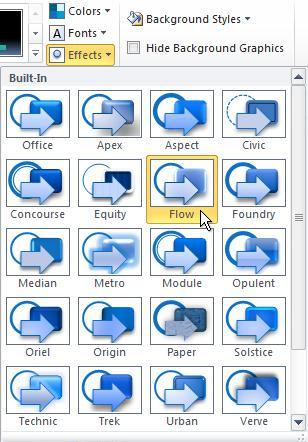 Colors
Background Styles
A Fonts
Effects
Hide Background Graphics
Built-In
Office Apex Aspect Civic
Concourse Equity Flow Foundry
Median Metro Module Opulent
Oriel Origin Paper Solstice
Technic Trek Urban Verve